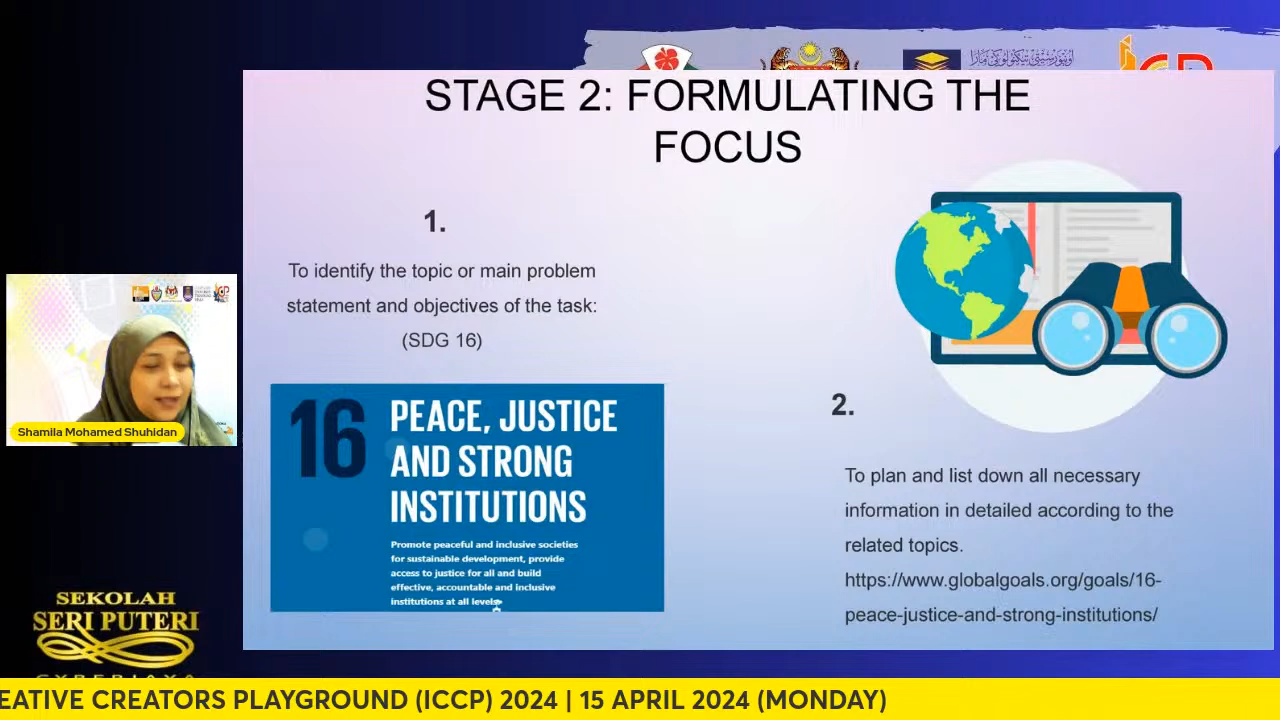 اونيۏرسيتي تيكنولوڬي مارا
STAGE 2: FORMULATING THE
FOCUS
1.
To identify the topic or main problem
statement and objectives of the task:
(SDG 16)
16
PEACE, JUSTICE
AND STRONG
INSTITUTIONS
Promote peaceful and inclusive societies
for sustainable development, provide
access to justice for all and build
effective, accountable and inclusive
institutions at all levels.
2.
To plan and list down all necessary
information in detailed according to the
related topics.
https://www.globalgoals.org/goals/16-
peace-justice-and-strong-institutions/
Shamila Mohamed Shuhidan
SEKOLAH
SERI PUTERI
CYBERJAYA
EATIVE CREATORS PLAYGROUND (ICCP) 2024 | 15 APRIL 2024 (MONDAY)